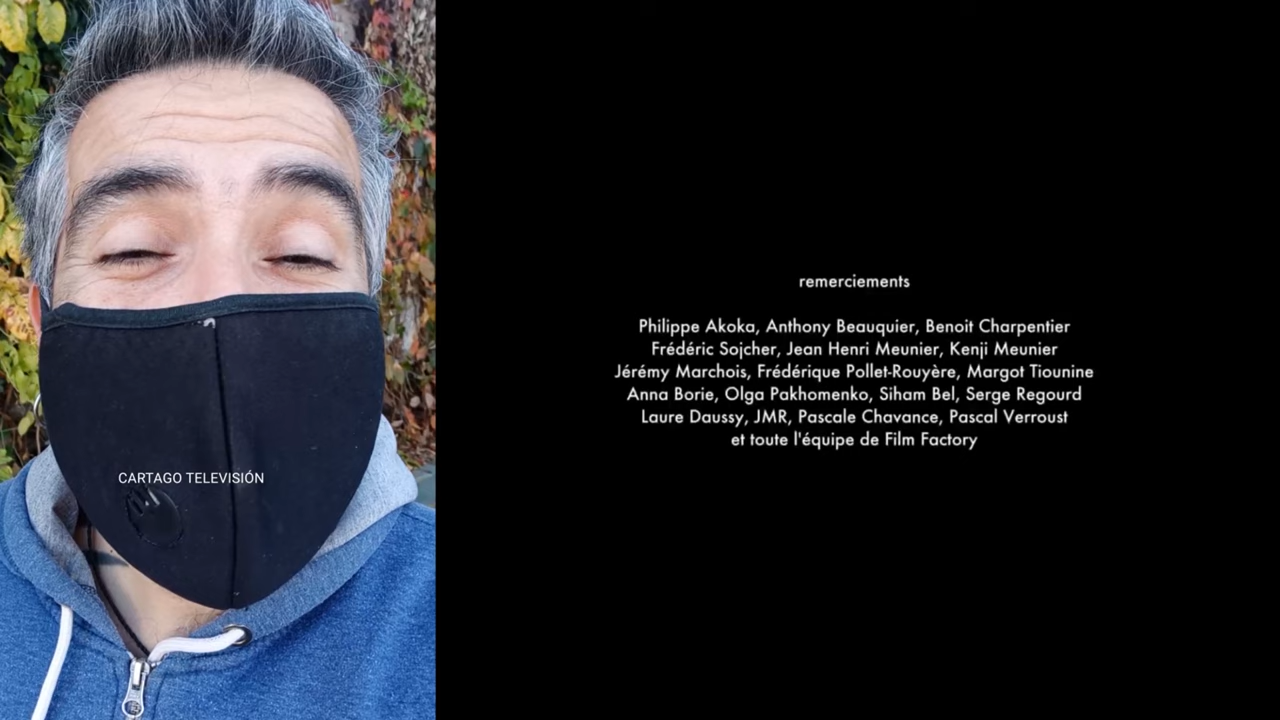 CARTAGO TELEVISIÓN
remerciements
Philippe Akoka, Anthony Beauquier, Benoit Charpentier
Frédéric Sojcher, Jean Henri Meunier, Kenji Meunier
Jérémy Marchois, Frédérique Pollet-Rouyère, Margot Tiounine
Anna Borie, Olga Pakhomenko, Siham Bel, Serge Regourd
Laure Daussy, JMR, Pascale Chavance, Pascal Verroust
et toute l'équipe de Film Factory